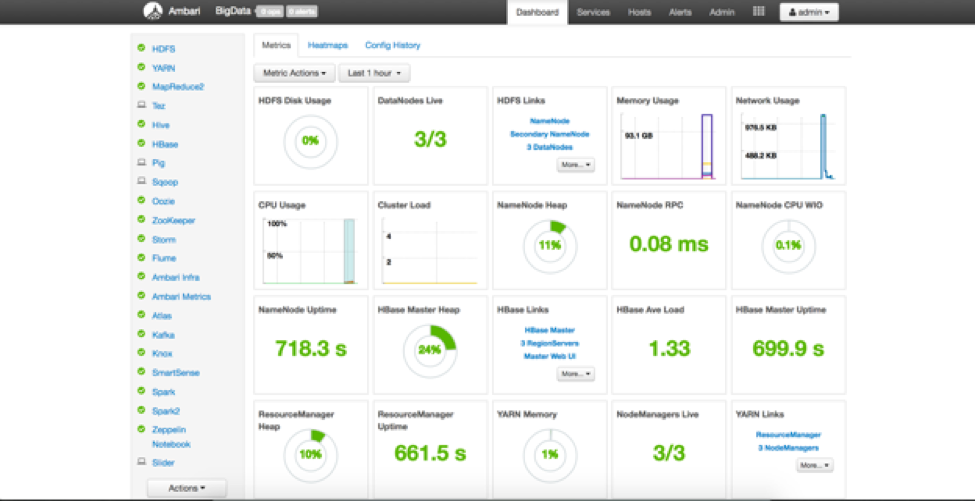 Ambari BigData 0 ops 0 alerts Dashboard Services Hosts Alerts Admin admin
HDFS
YARN
MapReduce2
Tez
Hive
HBase
Pig
Sqoop
Oozie
ZooKeeper
Storm
Flume
Ambari Infra
Ambari Metrics
Atlas
Kafka
Knox
SmartSense
Spark
Spark2
Zeppelin
Notebook
Slider
Actions
Metrics Heatmaps Config History
Metric Actions Last 1 hour
HDFS Disk Usage
0%
DataNodes Live
3/3
HDFS Links
NameNode
Secondary NameNode
3 DataNodes
More...
Memory Usage
93.1 GB
Network Usage
976.5 KB
488.2 KB
CPU Usage
100%
50%
Cluster Load
4
2
NameNode Heap
11%
NameNode RPC
0.08 ms
NameNode CPU WIO
0.1%
NameNode Uptime
718.3 s
HBase Master Heap
24%
HBase Links
HBase Master
3 RegionServers
Master Web UI
More...
HBase Ave Load
1.33
HBase Master Uptime
699.9 s
ResourceManager
Heap
10%
ResourceManager
Uptime
661.5 s
YARN Memory
1%
NodeManagers Live
3/3
YARN Links
ResourceManager
3 NodeManagers
More...